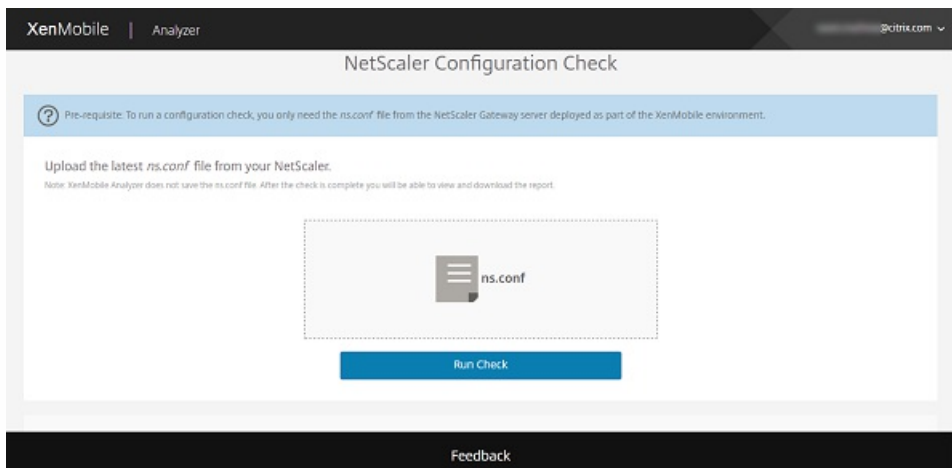 XenMobile | Analyzer
@citrix.com
NetScaler Configuration Check
Pre-requisite: To run a configuration check, you only need the ns.conf file from the NetScaler Gateway server deployed as part of the XenMobile environment.
Upload the latest ns.conf file from your NetScaler.
Note: XenMobile Analyzer does not save the ns.conf file. After the check is complete you will be able to view and download the report.
ns.conf
Run Check
Feedback